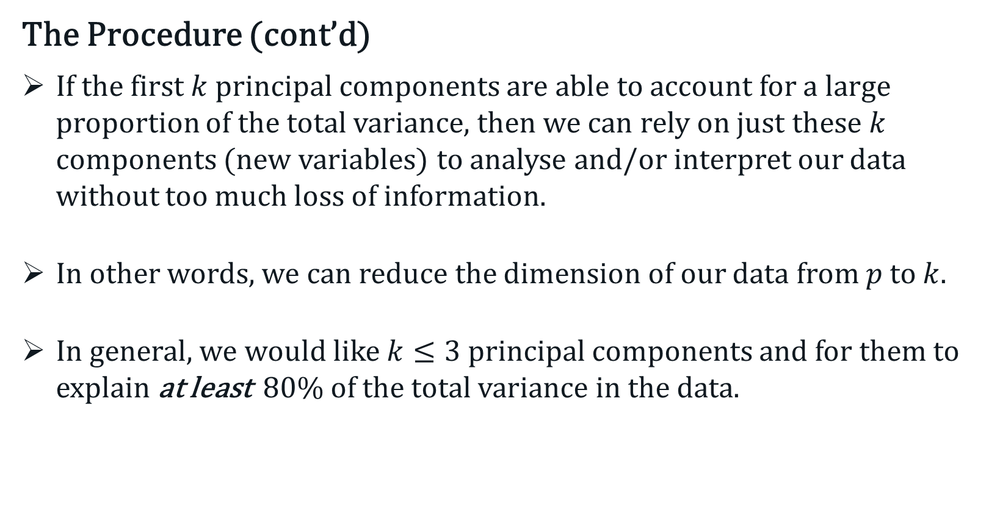 The Procedure (cont’d)
➢ If the first k principal components are able to account for a large
proportion of the total variance, then we can rely on just these k
components (new variables) to analyse and/or interpret our data
without too much loss of information.
➢ In other words, we can reduce the dimension of our data from p to k.
➢ In general, we would like k ≤ 3 principal components and for them to
explain at least 80% of the total variance in the data.